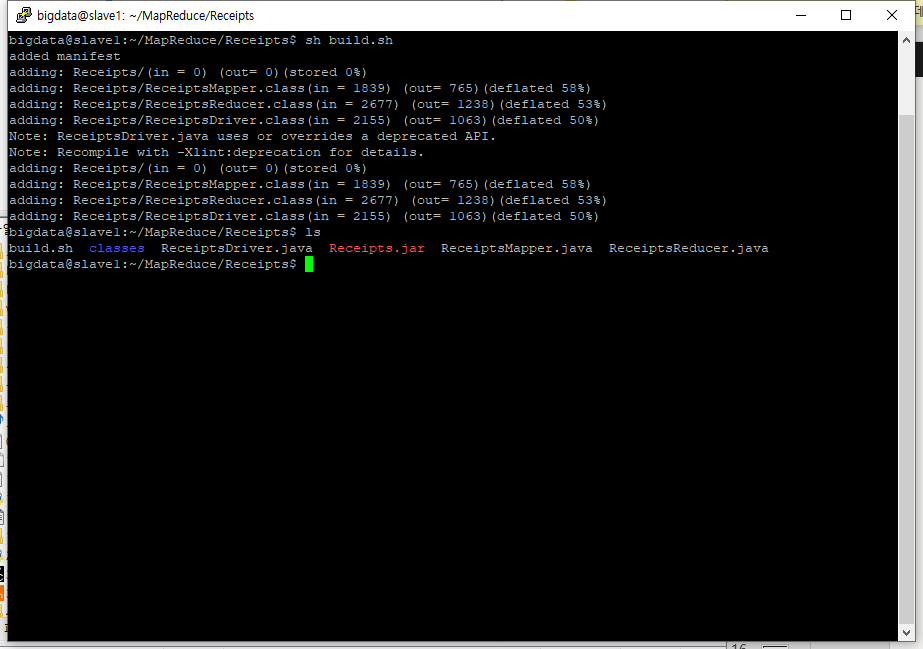 bigdata@slave1: ~/MapReduce/Receipts
bigdata@slave1:~/MapReduce/Receipts$ sh build.sh
added manifest
adding: Receipts/(in = 0) (out= 0)(stored 0%)
adding: Receipts/ReceiptsMapper.class(in = 1839) (out= 765)(deflated 58%)
adding: Receipts/ReceiptsReducer.class(in = 2677) (out= 1238)(deflated 53%)
adding: Receipts/ReceiptsDriver.class(in = 2155) (out= 1063)(deflated 50%)
Note: ReceiptsDriver.java uses or overrides a deprecated API.
Note: Recompile with -Xlint:deprecation for details.
adding: Receipts/(in = 0) (out= 0)(stored 0%)
adding: Receipts/ReceiptsMapper.class(in = 1839) (out= 765)(deflated 58%)
adding: Receipts/ReceiptsReducer.class(in = 2677) (out= 1238)(deflated 53%)
adding: Receipts/ReceiptsDriver.class(in = 2155) (out= 1063)(deflated 50%)
bigdata@slave1:~/MapReduce/Receipts$ ls
build.sh  classes  ReceiptsDriver.java  Receipts.jar  ReceiptsMapper.java  ReceiptsReducer.java
bigdata@slave1:~/MapReduce/Receipts$